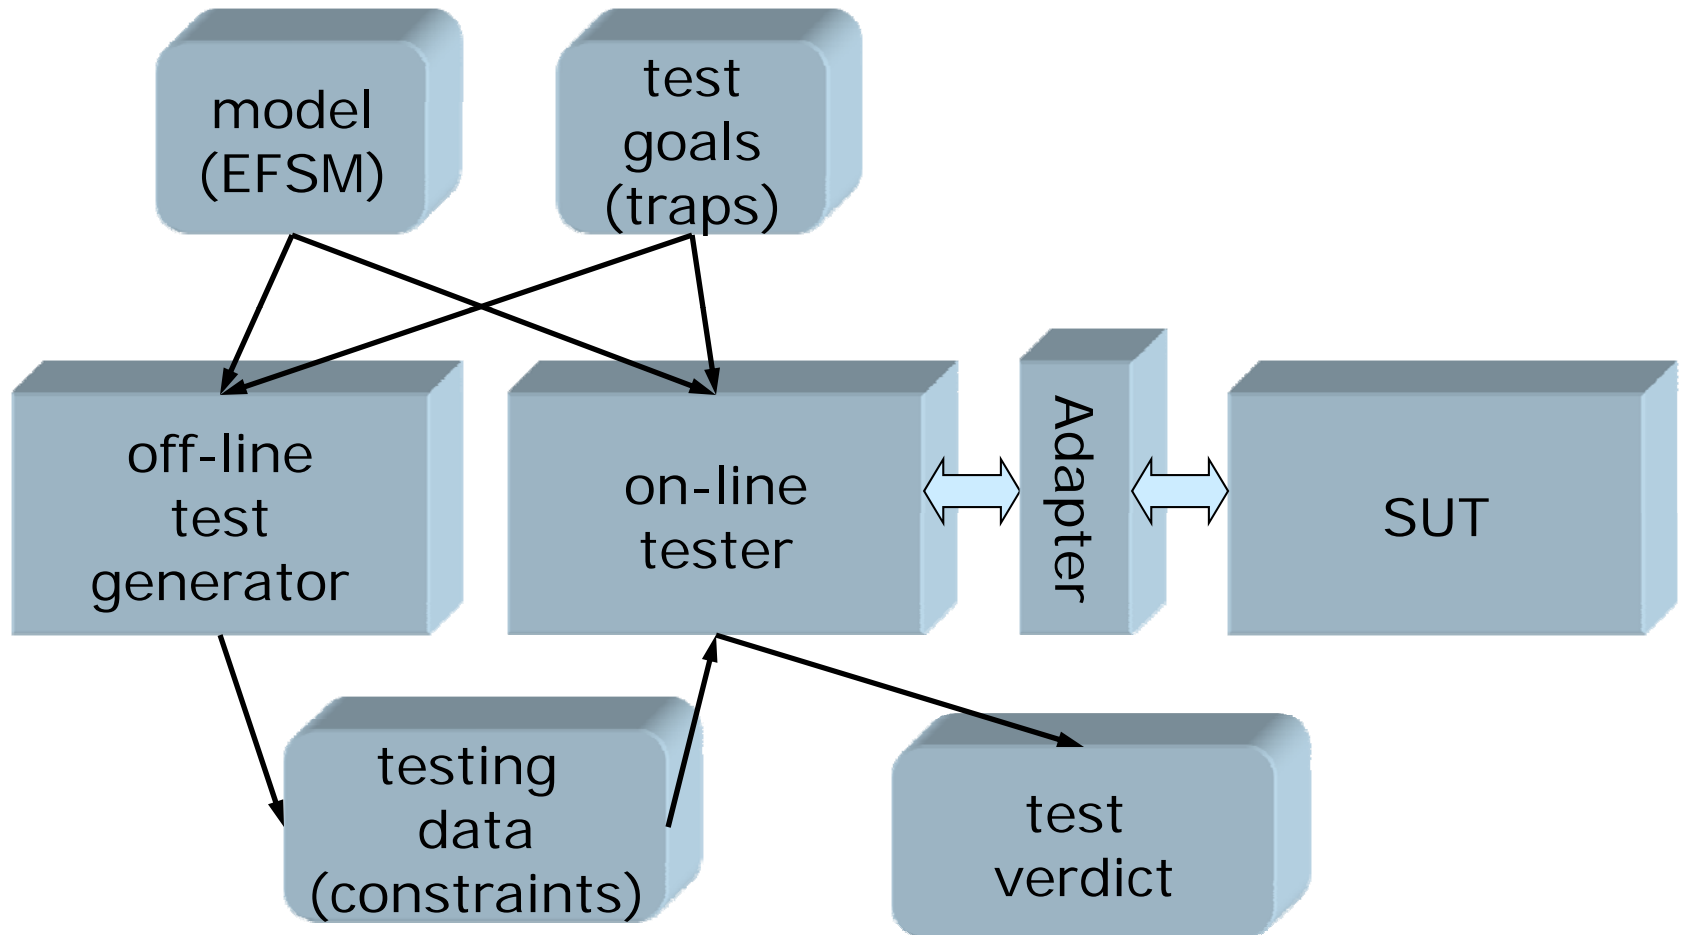 model
(EFSM)
test
goals
(traps)
off-line
test
generator
on-line
tester
Adapter
SUT
testing
data
(constraints)
test
verdict